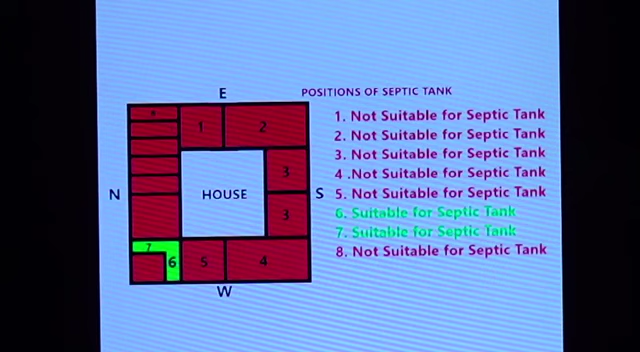 E
POSITIONS OF SEPTIC TANK
1. Not Suitable for Septic Tank
2. Not Suitable for Septic Tank
3. Not Suitable for Septic Tank
4 .Not Suitable for Septic Tank
5. Not Suitable for Septic Tank
6. Suitable for Septic Tank
7. Suitable for Septic Tank
8. Not Suitable for Septic Tank
1 2
3
N HOUSE S
3
7
6 5 4
W